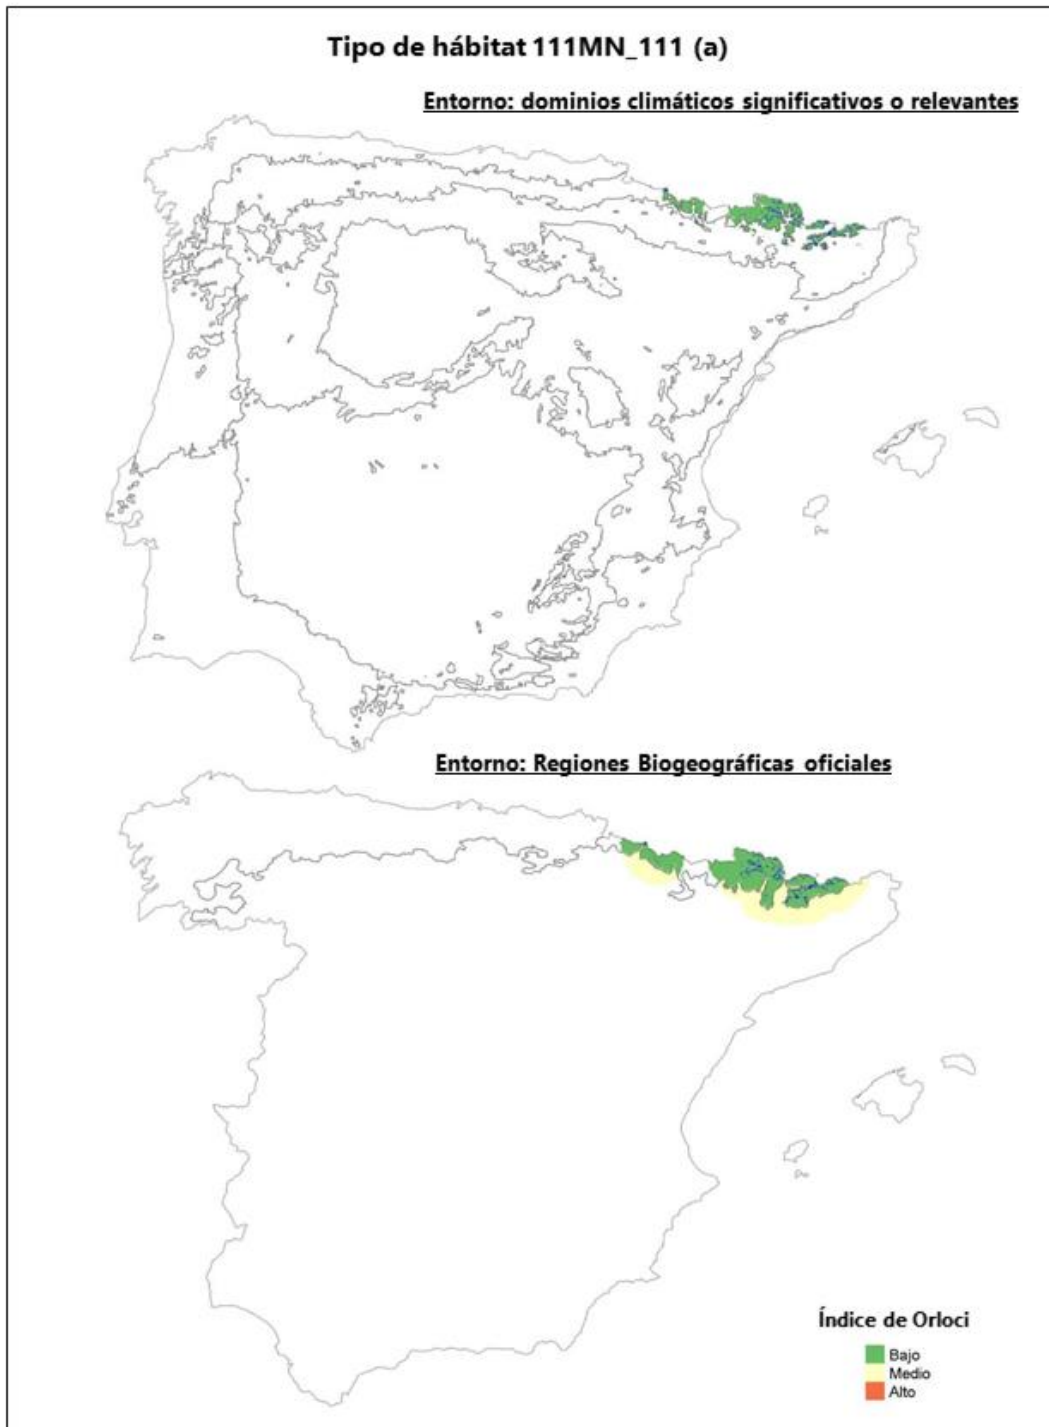 Tipo de hábitat 111MN_111 (a)
Entorno: dominios climáticos significativos o relevantes
Entorno: Regiones Biogeográficas oficiales
Índice de Orloci
Bajo
Medio
Alto